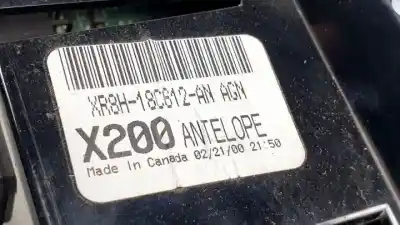 XR8H-18C612-AN AGN
X200 ANTELOPE
Made In Canada 02/21/00 21:50